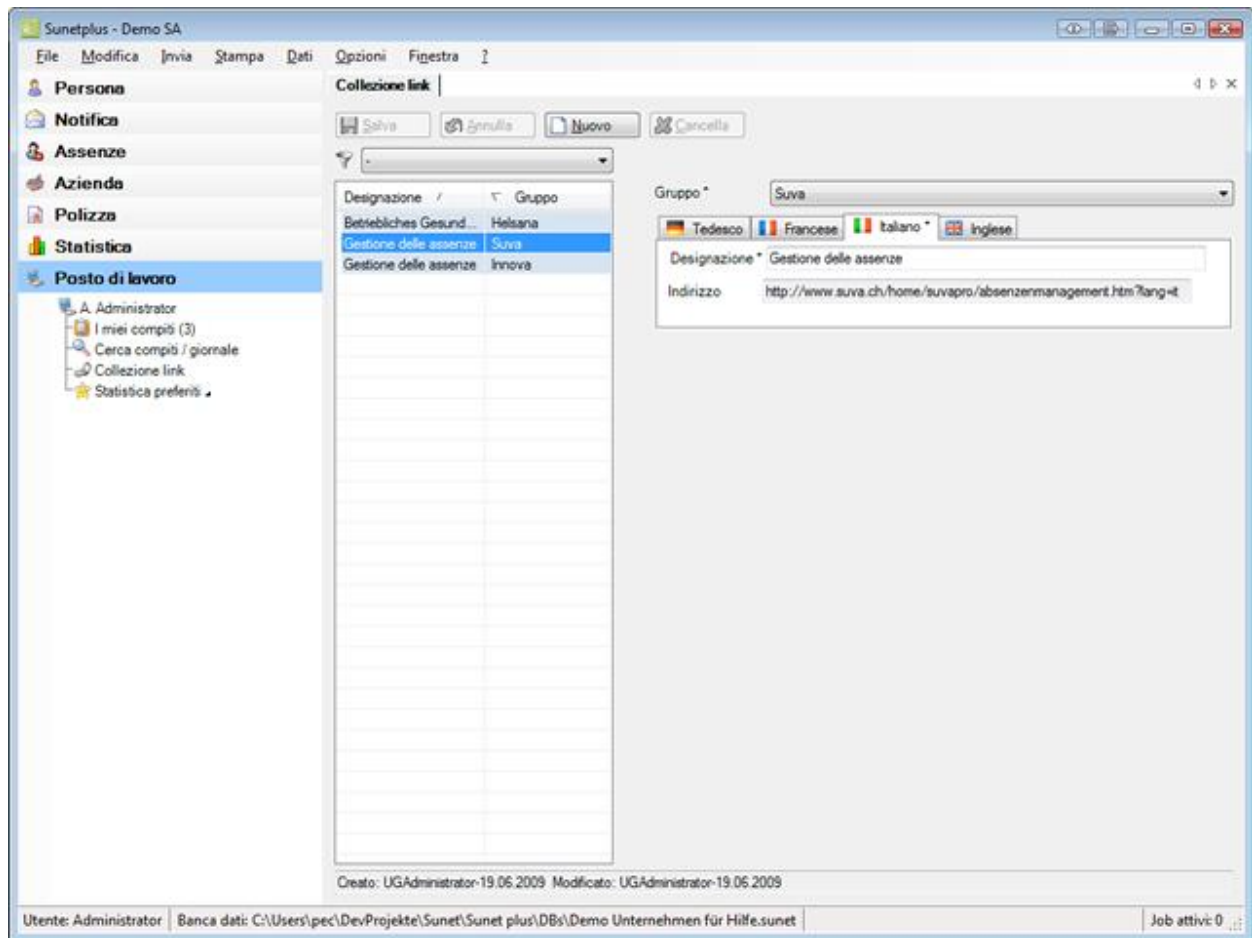 Sunetplus - Demo SA
File Modifica Invia Stampa Dati Opzioni Finestra ?
Persona
Notifica
Assenze
Azienda
Polizza
Statistica
Posto di lavoro
A. Administrator
I miei compiti (3)
Cerca compiti / giornale
Collezione link
Statistica preferiti
Collezione link
Salva Annulla Nuovo Cancella
-
Designazione Gruppo
Betriebliches Gesund... Helsana
Gestione delle assenze Suva
Gestione delle assenze Innova
Gruppo * Suva
Tedesco Francese Italiano * Inglese
Designazione * Gestione delle assenze
Indirizzo http://www.suva.ch/home/suvapro/absenzenmanagement.htm?lang=it
Creato: UGAdministrator-19.06.2009 Modificato: UGAdministrator-19.06.2009
Utente: Administrator Banca dati: C:\Users\pec\DevProjekte\Sunet\Sunet plus\DBs\Demo Unternehmen für Hilfe.sunet Job attivi: 0